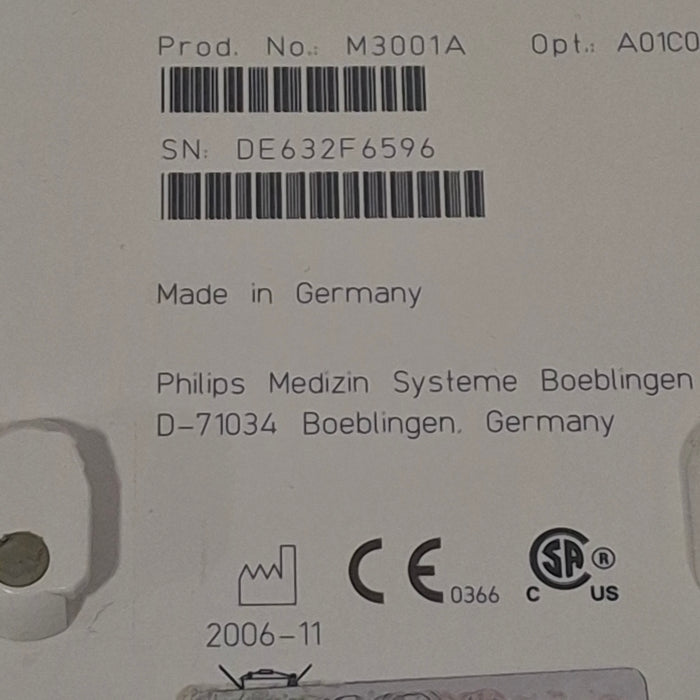 Prod. No.: M3001A Opt.: A01C0
SN: DE632F6596
Made in Germany
Philips Medizin Systeme Boeblingen
D-71034 Boeblingen. Germany
CE 0366
SA ®
C US
2006-11